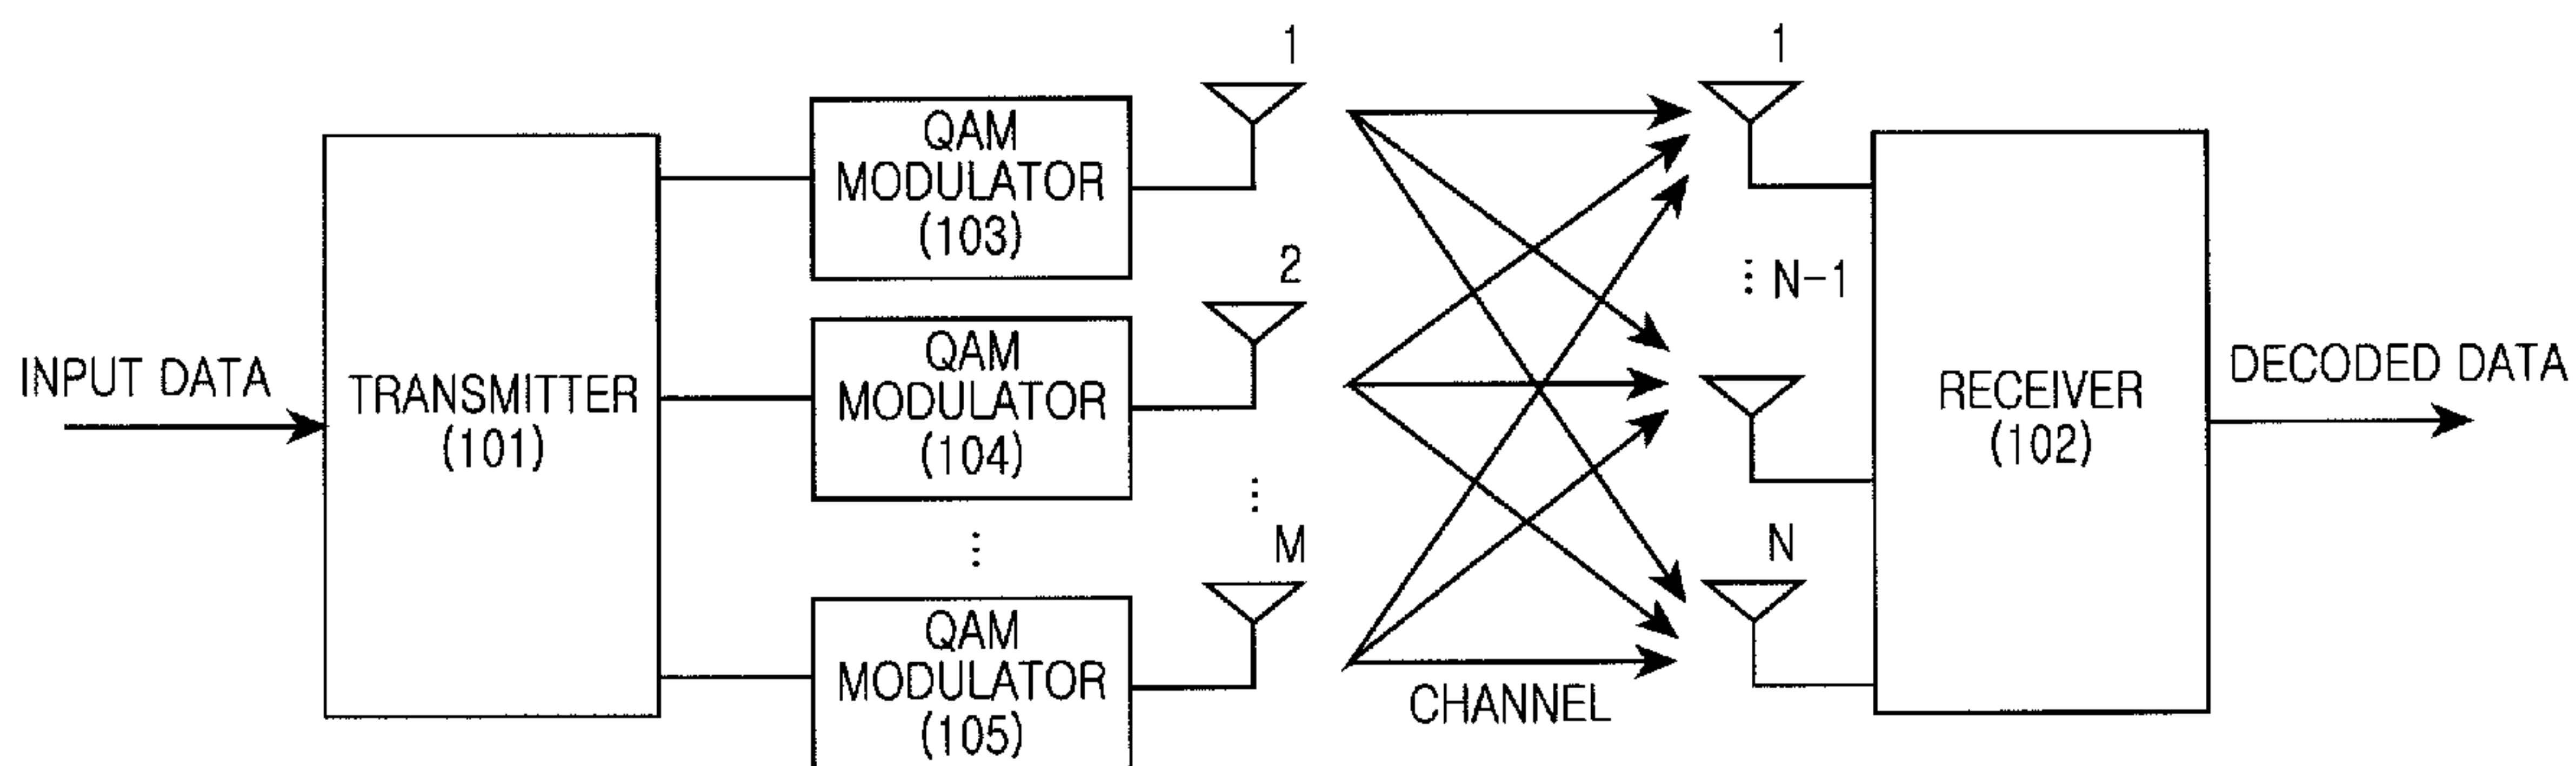 INPUT DATA
TRANSMITTER
(101)
QAM
MODULATOR
(103)
QAM
MODULATOR
(104)
⋮
QAM
MODULATOR
(105)
1
2
⋮
M
CHANNEL
1
⋮ N-1
N
RECEIVER
(102)
DECODED DATA